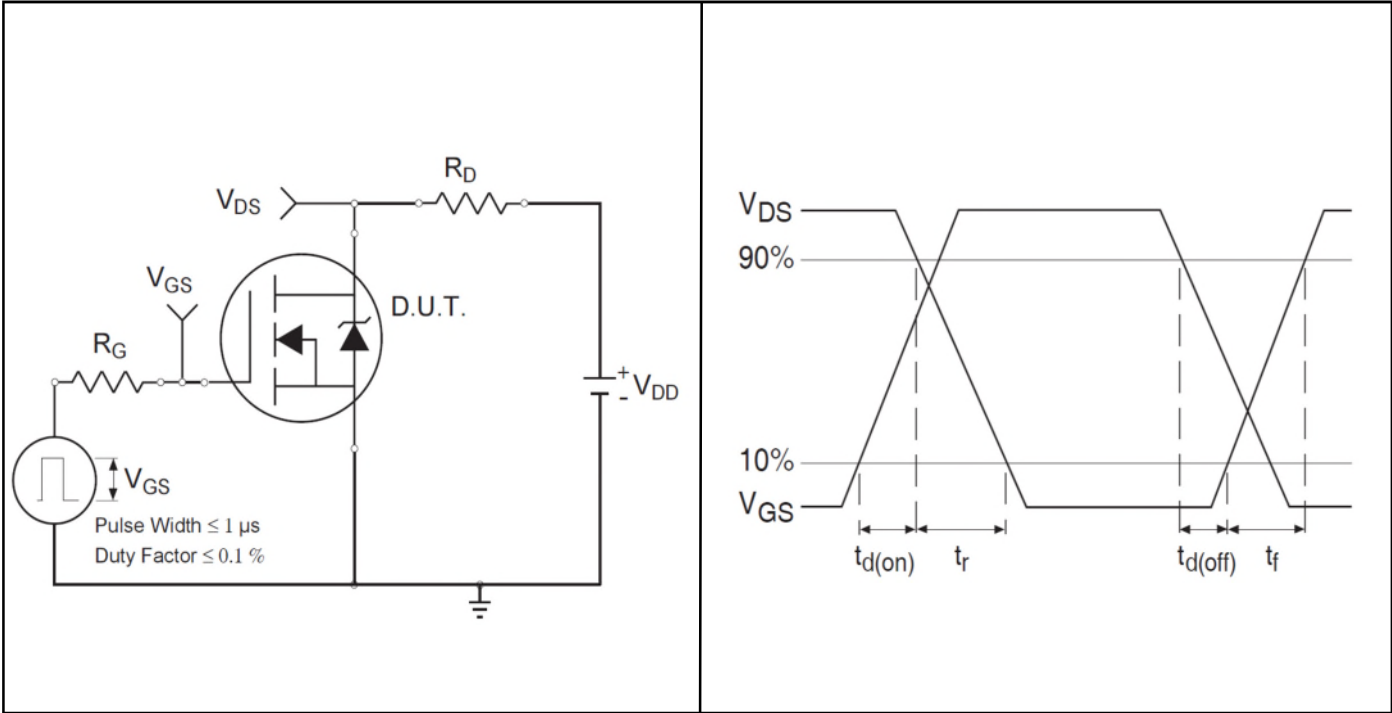 RD
VDS
VGS
D.U.T.
RG
+
VDD
-
VGS
Pulse Width ≤ 1 µs
Duty Factor ≤ 0.1 %
VDS
90%
10%
VGS
td(on) tr td(off) tf